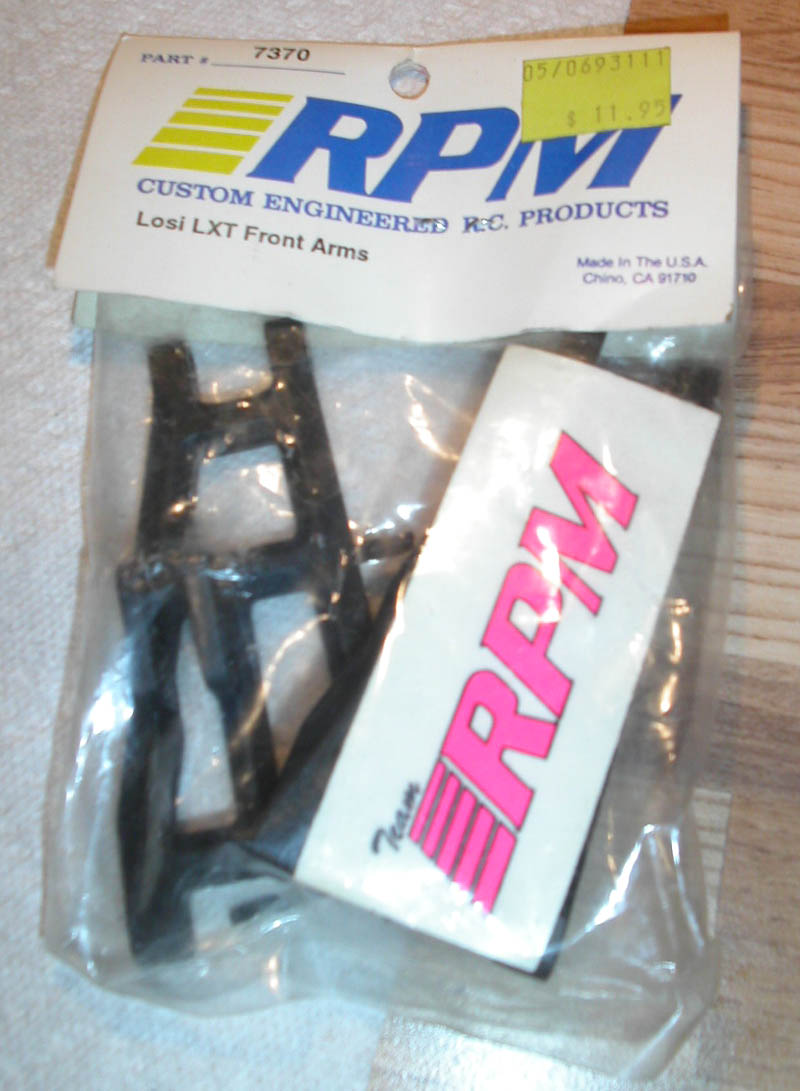 PART # 7370
05/0693111
$ 11.95
RPM
CUSTOM ENGINEERED R.C. PRODUCTS
Losi LXT Front Arms
Made In The U.S.A.
Chino, CA 91710
Team
RPM